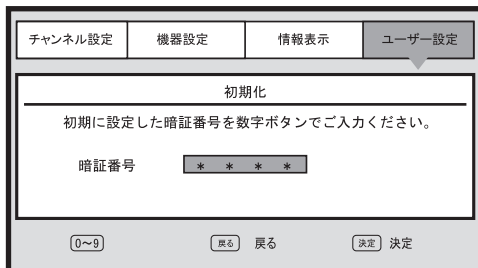 チャンネル設定 機器設定 情報表示 ユーザー設定
初期化
初期に設定した暗証番号を数字ボタンでご入力ください。
暗証番号 * * * *
0～9 戻る 戻る 決定 決定